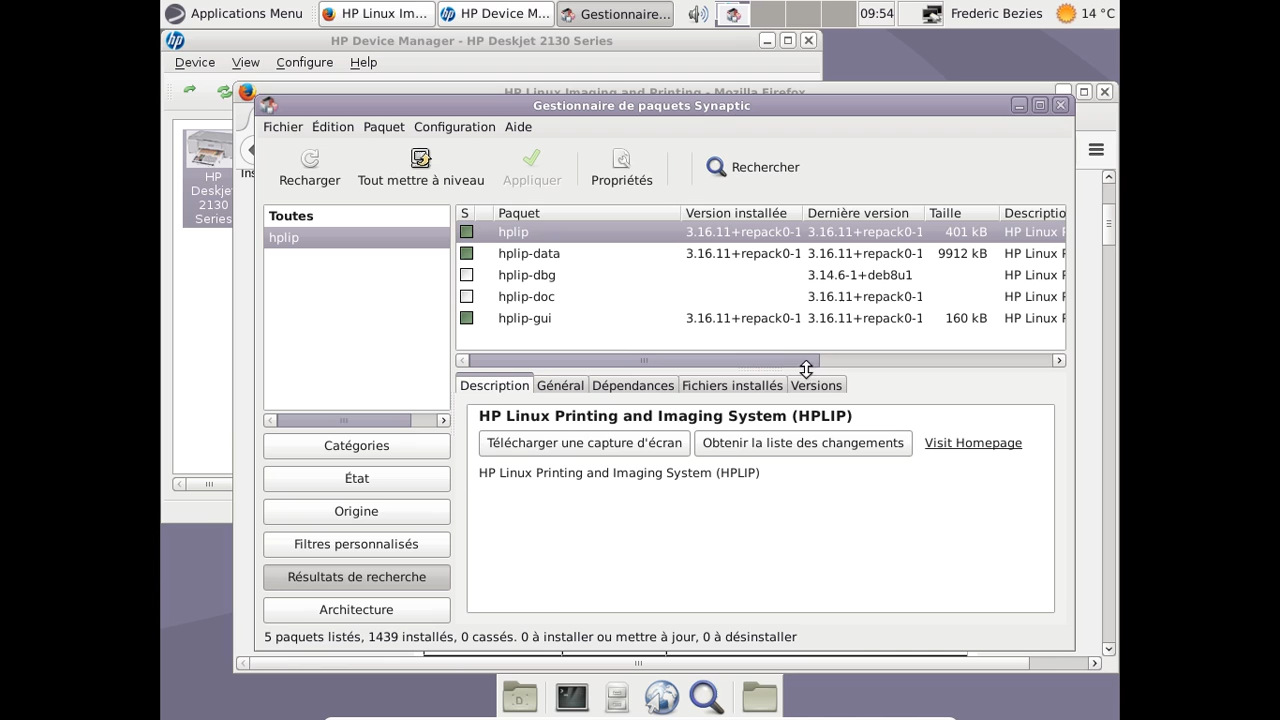 Applications Menu
HP Linux Im...
HP Device M...
Gestionnaire...
09:54
Frederic Bezies
14 °C
HP Device Manager - HP Deskjet 2130 Series
Device View Configure Help
HP Linux Imaging and Printing - Mozilla Firefox
Gestionnaire de paquets Synaptic
Fichier Édition Paquet Configuration Aide
Recharger
Tout mettre à niveau
Appliquer
Propriétés
Rechercher
HP
Deskje
2130
Series
Ins
Toutes
hplip
S Paquet Version installée Dernière version Taille Descriptio
hplip 3.16.11+repack0-1 3.16.11+repack0-1 401 kB HP Linux F
hplip-data 3.16.11+repack0-1 3.16.11+repack0-1 9912 kB HP Linux F
hplip-dbg 3.14.6-1+deb8u1 HP Linux F
hplip-doc 3.16.11+repack0-1 HP Linux F
hplip-gui 3.16.11+repack0-1 3.16.11+repack0-1 160 kB HP Linux F
Description Général Dépendances Fichiers installés Versions
HP Linux Printing and Imaging System (HPLIP)
Télécharger une capture d'écran
Obtenir la liste des changements
Visit Homepage
HP Linux Printing and Imaging System (HPLIP)
Catégories
État
Origine
Filtres personnalisés
Résultats de recherche
Architecture
5 paquets listés, 1439 installés, 0 cassés. 0 à installer ou mettre à jour, 0 à désinstaller